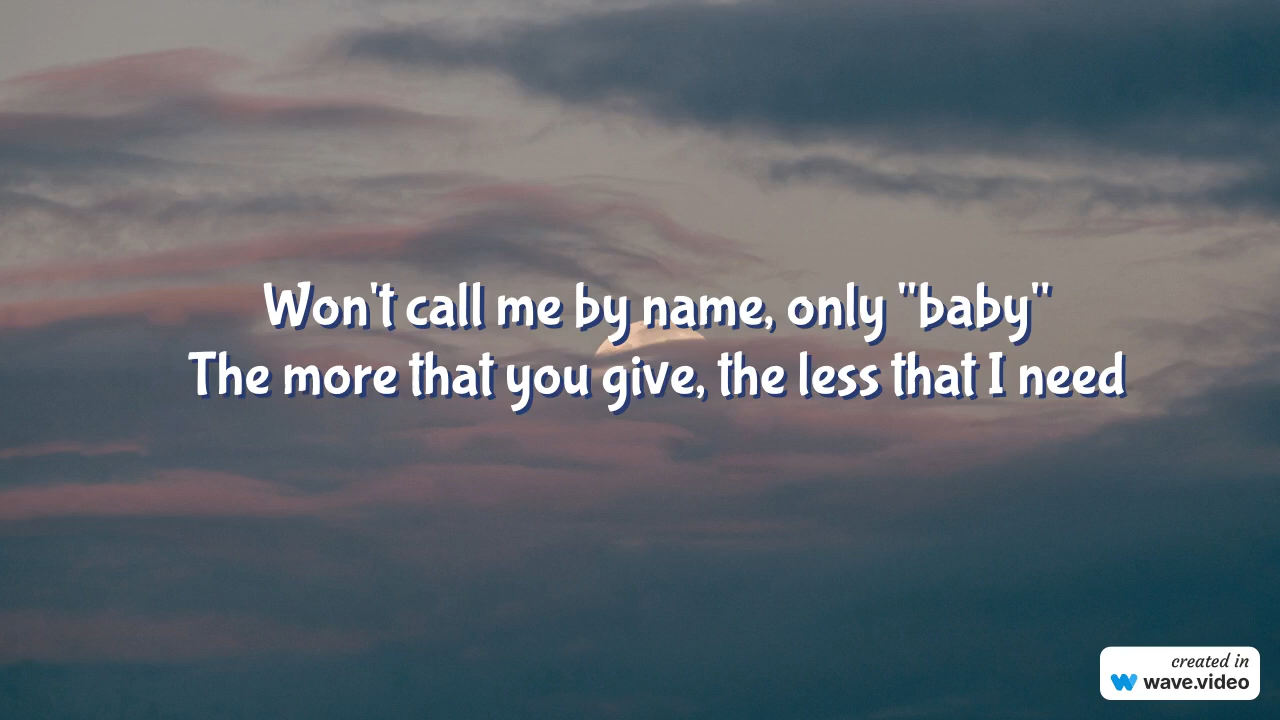 Won't call me by name, only "baby"
The more that you give, the less that I need
created in
wave.video